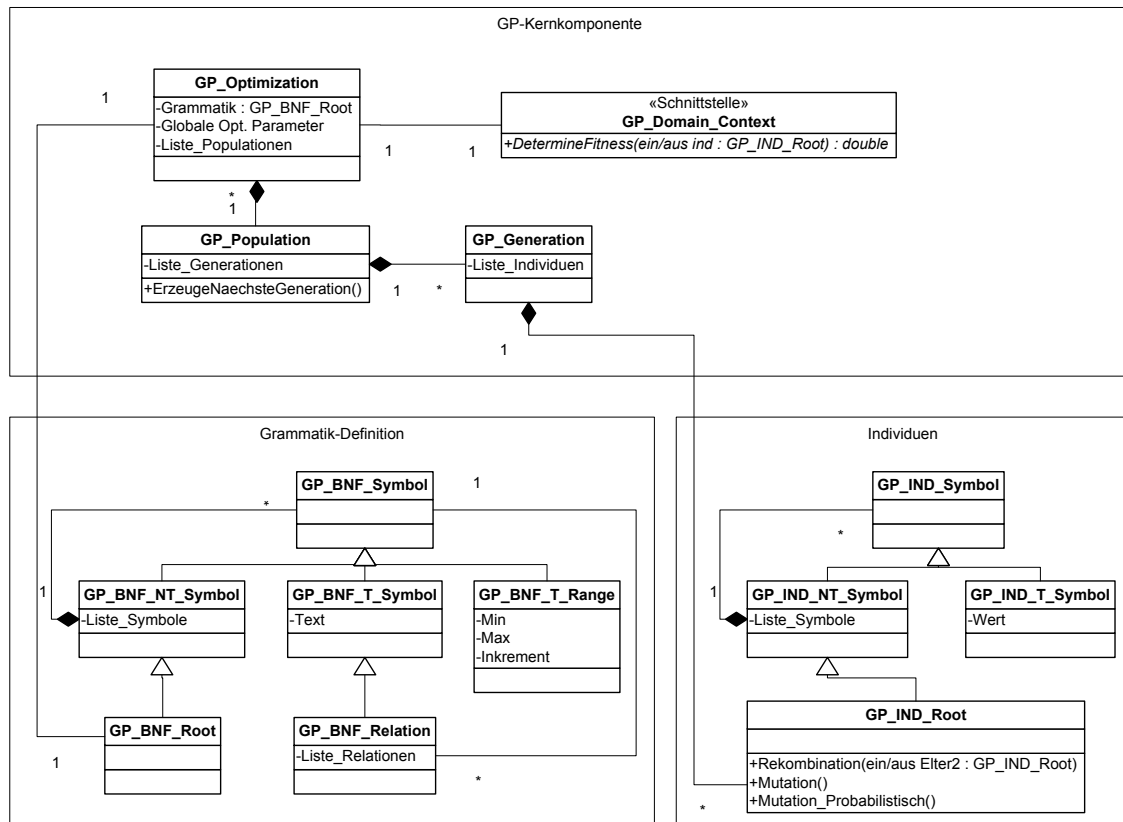 GP-Kernkomponente
GP_Optimization
-Grammatik : GP_BNF_Root
-Globale Opt. Parameter
-Liste_Populationen
1
«Schnittstelle»
GP_Domain_Context
+DetermineFitness(ein/aus ind : GP_IND_Root) : double
1
1
*
1
GP_Population
-Liste_Generationen
+ErzeugeNaechsteGeneration()
GP_Generation
-Liste_Individuen
1
*
1
Grammatik-Definition
GP_BNF_Symbol
1
*
1
GP_BNF_NT_Symbol
-Liste_Symbole
GP_BNF_T_Symbol
-Text
GP_BNF_T_Range
-Min
-Max
-Inkrement
GP_BNF_Root
1
GP_BNF_Relation
-Liste_Relationen
*
Individuen
GP_IND_Symbol
*
1
GP_IND_NT_Symbol
-Liste_Symbole
GP_IND_T_Symbol
-Wert
GP_IND_Root
+Rekombination(ein/aus Elter2 : GP_IND_Root)
+Mutation()
+Mutation_Probabilistisch()
*